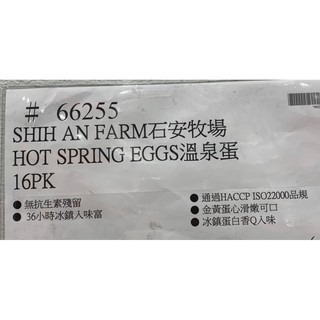 # 66255
SHIH AN FARM石安牧場
HOT SPRING EGGS溫泉蛋
16PK
● 無抗生素殘留
● 36小時冰鎮入味富
● 通過HACCP ISO22000品規
● 金黃蛋心滑嫩可口
● 冰鎮蛋白香Q入味